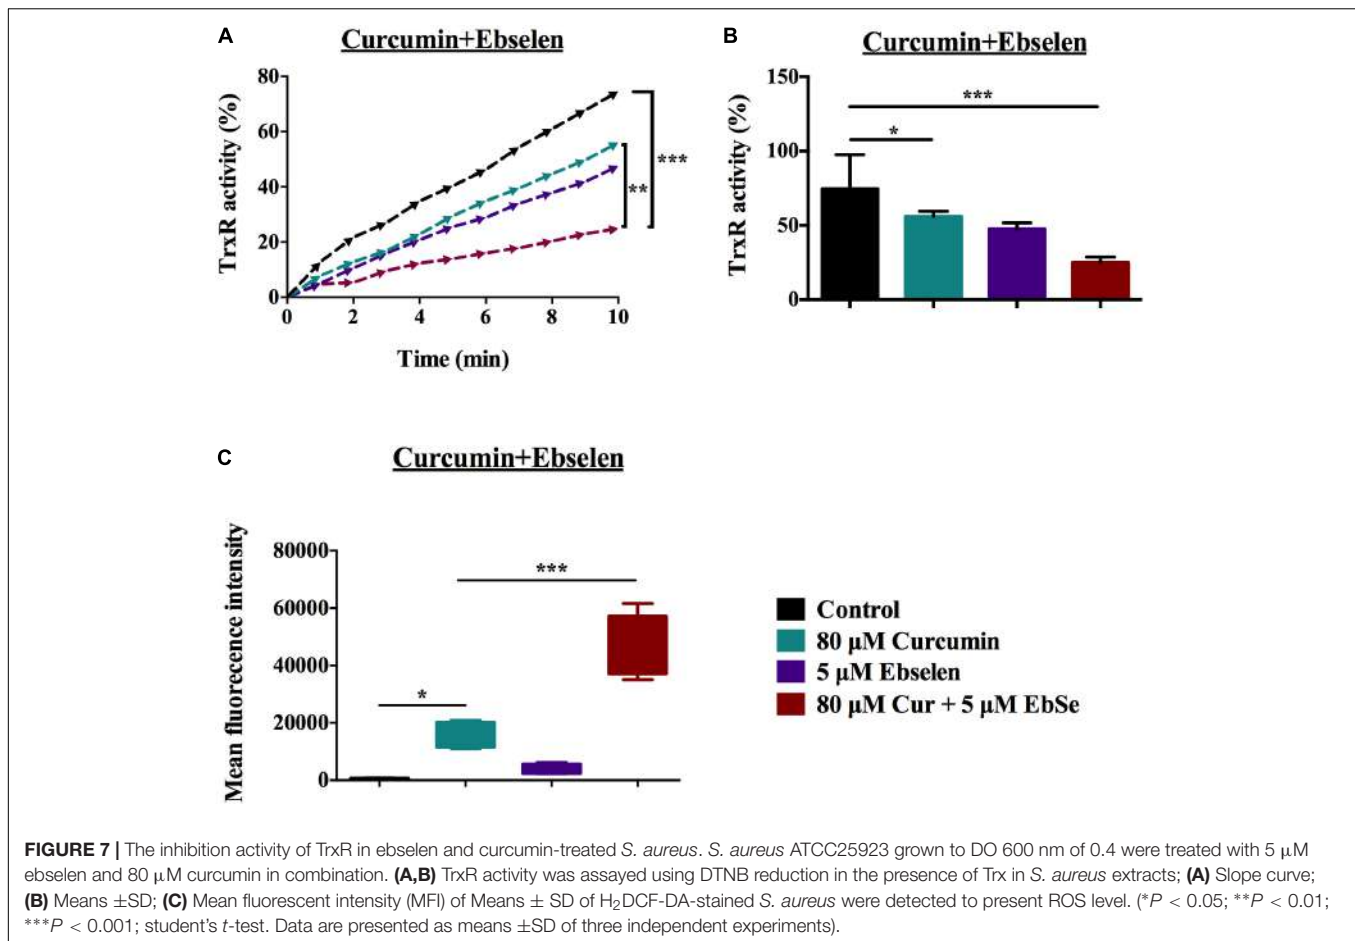 A
Curcumin+Ebselen
TrxR activity (%)
80
60
40
20
0
0 2 4 6 8 10
Time (min)
**
***
B
Curcumin+Ebselen
TrxR activity (%)
150
100
50
0
***
*
C
Curcumin+Ebselen
Mean fluorecence intensity
80000
60000
40000
20000
0
***
*
Control
80 µM Curcumin
5 µM Ebselen
80 µM Cur + 5 µM EbSe
FIGURE 7 | The inhibition activity of TrxR in ebselen and curcumin-treated S. aureus. S. aureus ATCC25923 grown to DO 600 nm of 0.4 were treated with 5 µM
ebselen and 80 µM curcumin in combination. (A,B) TrxR activity was assayed using DTNB reduction in the presence of Trx in S. aureus extracts; (A) Slope curve;
(B) Means ±SD; (C) Mean fluorescent intensity (MFI) of Means ± SD of H₂DCF-DA-stained S. aureus were detected to present ROS level. (*P < 0.05; **P < 0.01;
***P < 0.001; student's t-test. Data are presented as means ±SD of three independent experiments).